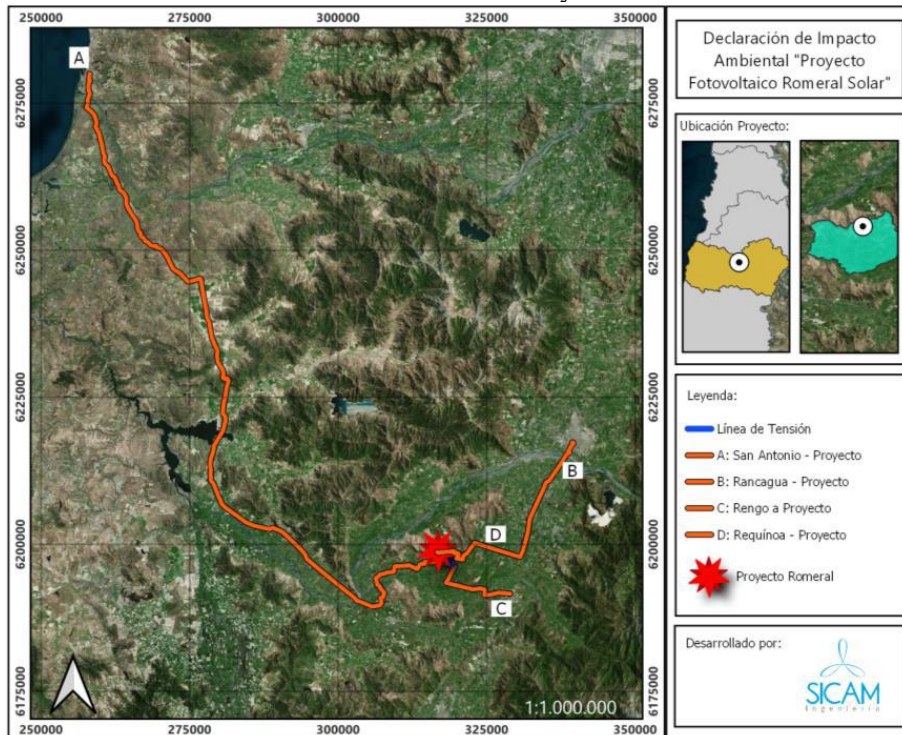 250000 275000 300000 325000 350000
6275000
6250000
6225000
6200000
6175000
6275000
6250000
6225000
6200000
6175000
A
B
D
C
1:1.000.000
250000 275000 300000 325000 350000
Declaración de Impacto
Ambiental "Proyecto
Fotovoltaico Romeral Solar"
Ubicación Proyecto:
Leyenda:
Línea de Tensión
A: San Antonio - Proyecto
B: Rancagua - Proyecto
C: Rengo a Proyecto
D: Requínoa - Proyecto
Proyecto Romeral
Desarrollado por:
SICAM
Ingeniería